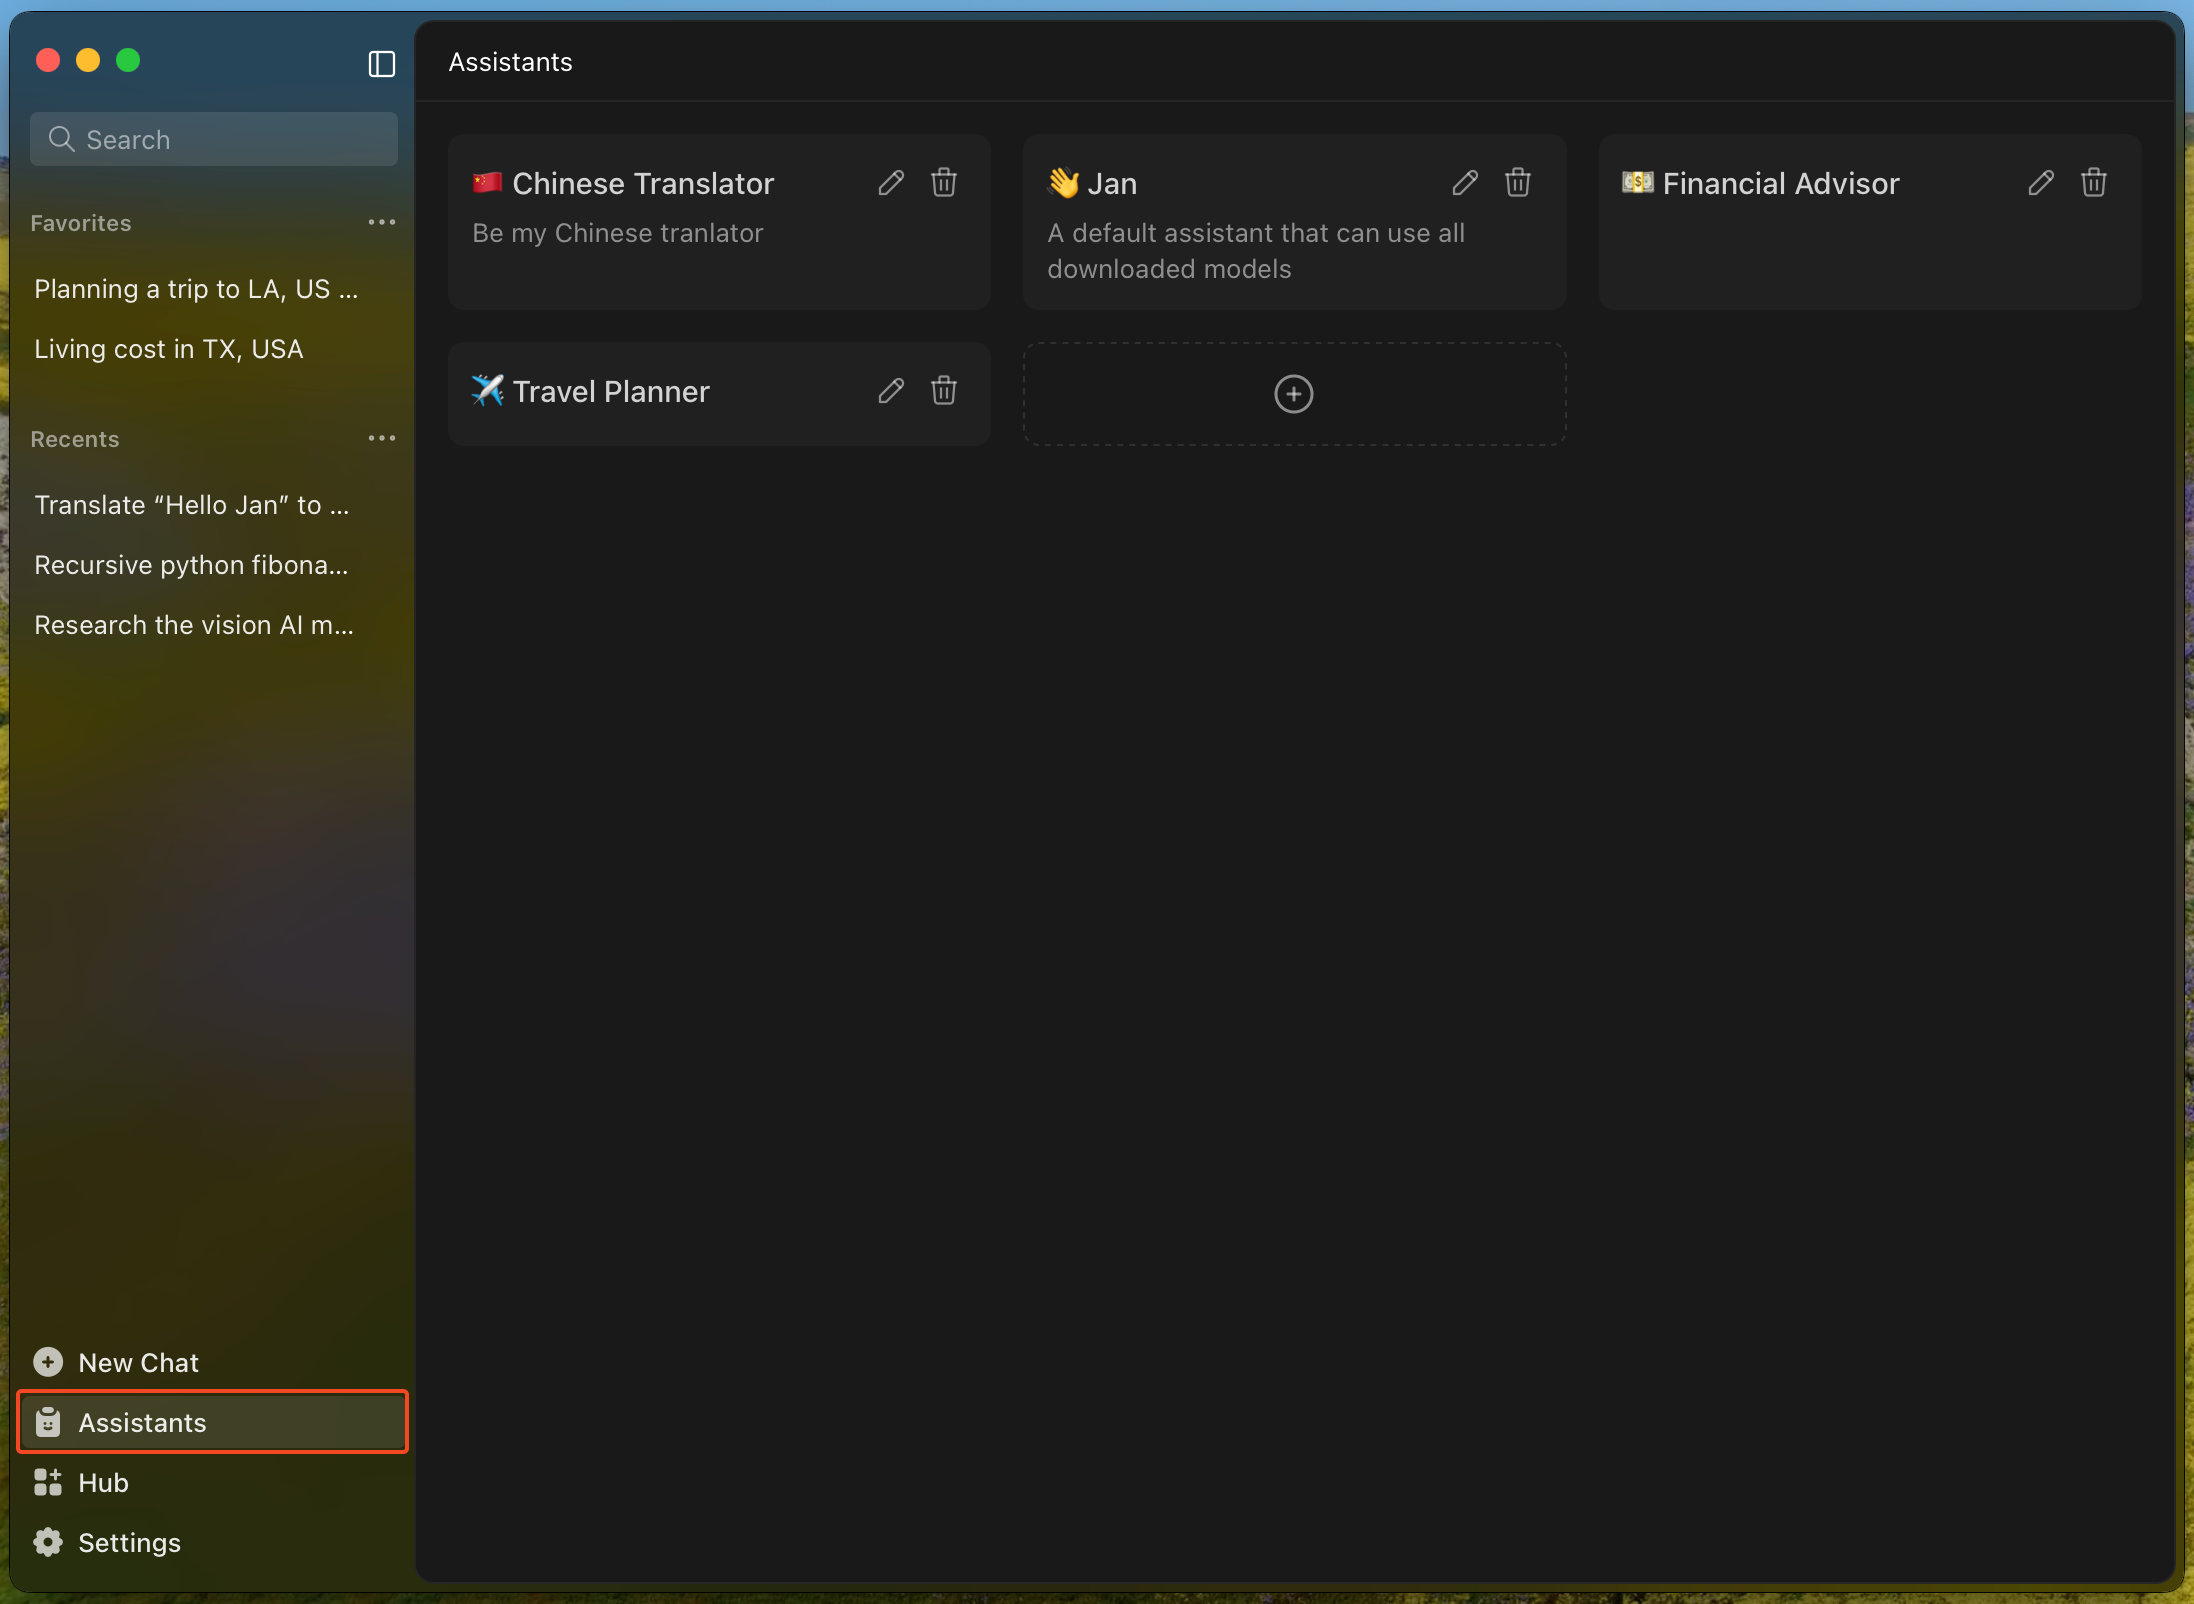 Search
Favorites
Planning a trip to LA, US ...
Living cost in TX, USA
Recents
Translate “Hello Jan” to ...
Recursive python fibona...
Research the vision AI m...
New Chat
Assistants
Hub
Settings
Assistants
🇨🇳 Chinese Translator
Be my Chinese tranlator
👋 Jan
A default assistant that can use all
downloaded models
💵 Financial Advisor
✈️ Travel Planner